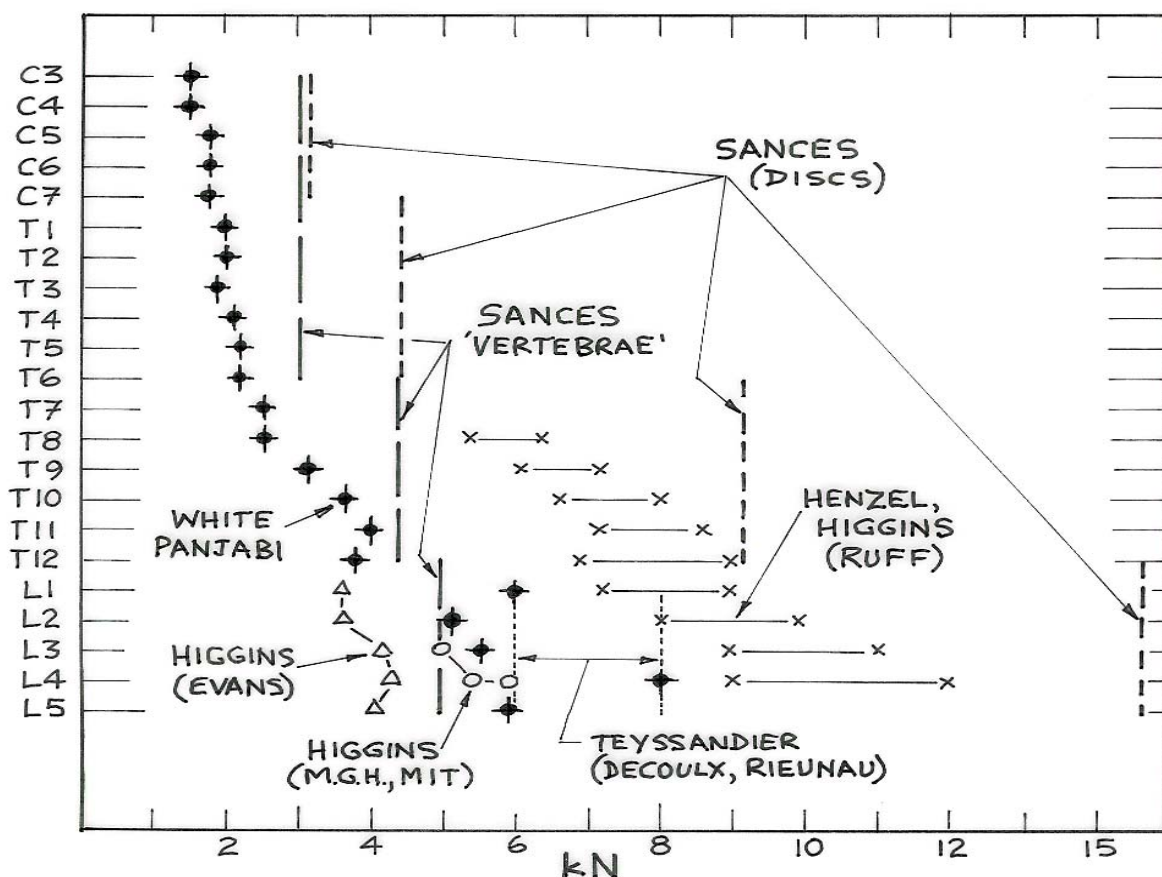 C3
C4
C5
C6
C7
T1
T2
T3
T4
T5
T6
T7
T8
T9
T10
T11
T12
L1
L2
L3
L4
L5
SANCES
(DISCS)
SANCES
'VERTEBRAE'
WHITE
PANJABI
HENZEL,
HIGGINS
(RUFF)
HIGGINS
(EVANS)
HIGGINS
(M.G.H., MIT)
TEYSSANDIER
(DECOULX, RIEUNAU)
2 4 6 8 10 12 15
kN